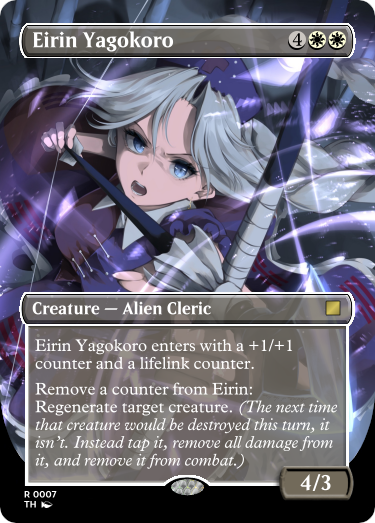 Eirin Yagokoro 4
Creature — Alien Cleric
Eirin Yagokoro enters with a +1/+1
counter and a lifelink counter.
Remove a counter from Eirin:
Regenerate target creature. (The next time
that creature would be destroyed this turn, it
isn't. Instead tap it, remove all damage from
it, and remove it from combat.)
4/3
R 0007
TH